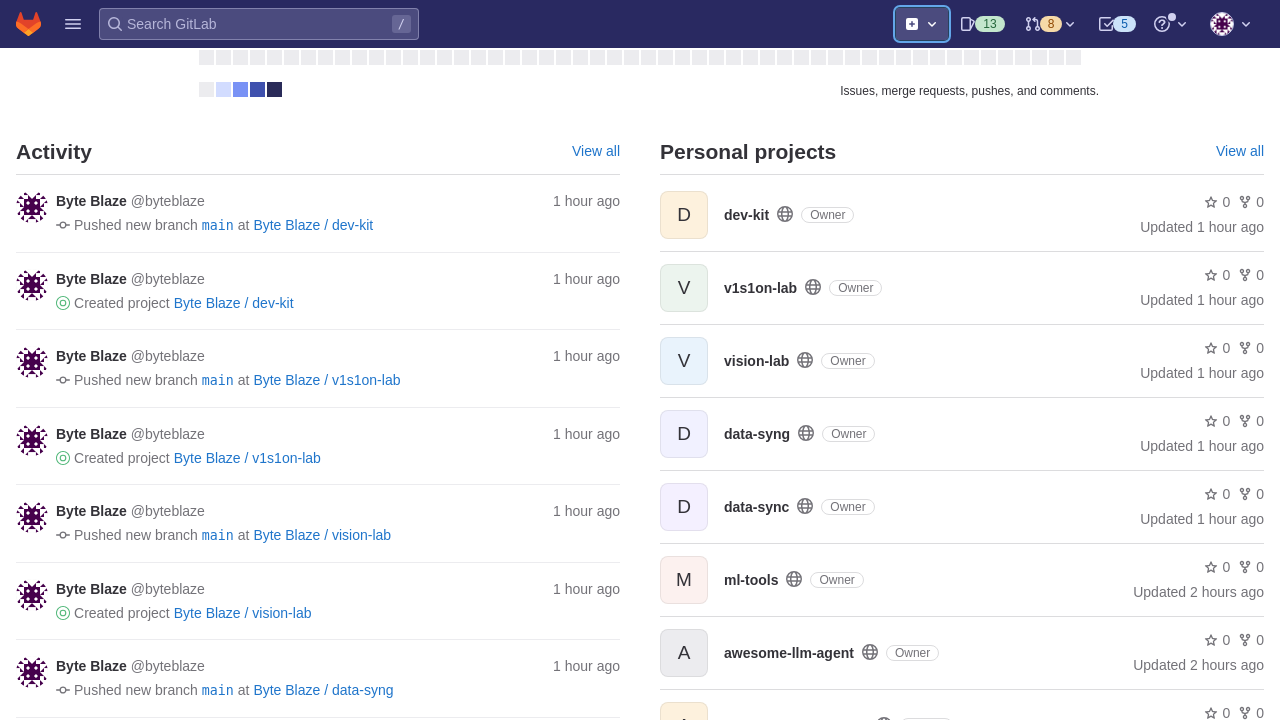 Search GitLab /
13 8 5
Issues, merge requests, pushes, and comments.
Activity View all
Byte Blaze @byteblaze 1 hour ago
Pushed new branch main at Byte Blaze / dev-kit
Byte Blaze @byteblaze 1 hour ago
Created project Byte Blaze / dev-kit
Byte Blaze @byteblaze 1 hour ago
Pushed new branch main at Byte Blaze / v1s1on-lab
Byte Blaze @byteblaze 1 hour ago
Created project Byte Blaze / v1s1on-lab
Byte Blaze @byteblaze 1 hour ago
Pushed new branch main at Byte Blaze / vision-lab
Byte Blaze @byteblaze 1 hour ago
Created project Byte Blaze / vision-lab
Byte Blaze @byteblaze 1 hour ago
Pushed new branch main at Byte Blaze / data-syng
Personal projects View all
D dev-kit Owner 0 0
Updated 1 hour ago
V v1s1on-lab Owner 0 0
Updated 1 hour ago
V vision-lab Owner 0 0
Updated 1 hour ago
D data-syng Owner 0 0
Updated 1 hour ago
D data-sync Owner 0 0
Updated 1 hour ago
M ml-tools Owner 0 0
Updated 2 hours ago
A awesome-llm-agent Owner 0 0
Updated 2 hours ago
0 0